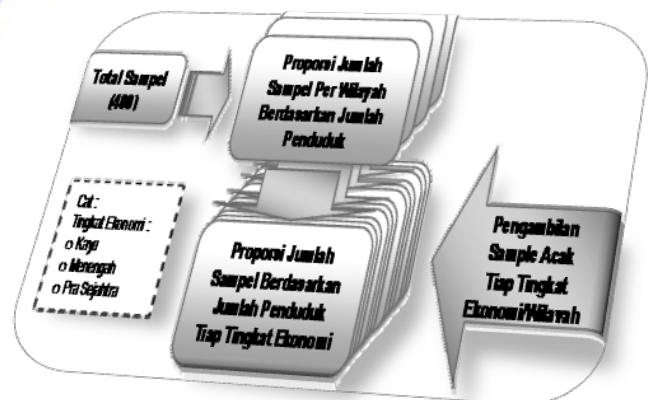 Total Sampel
(400)
Proporsi Jumlah
Sampel Per Wilayah
Berdasarkan Jumlah
Penduduk
Cat :
Tingkat Ekonomi :
o Kaya
o Menengah
o Pra Sejahtra
Proporsi Jumlah
Sampel Berdasarkan
Jumlah Penduduk
Tiap Tingkat Ekonomi
Pengambilan
Sample Acak
Tiap Tingkat
Ekonomi/Wilayah